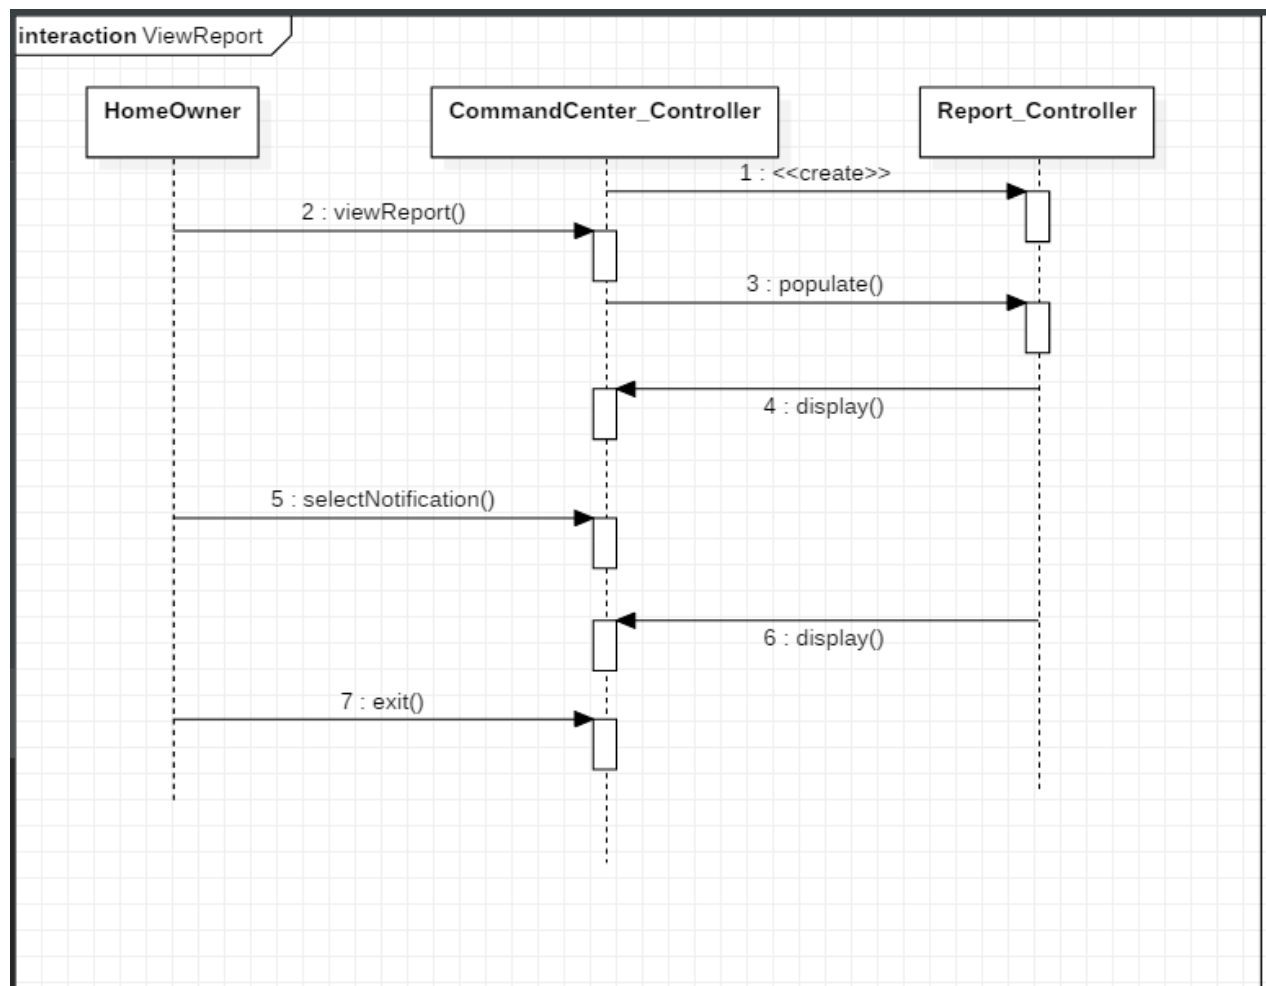 interaction ViewReport
HomeOwner
CommandCenter_Controller
Report_Controller
1 : <<create>>
2 : viewReport()
3 : populate()
4 : display()
5 : selectNotification()
6 : display()
7 : exit()